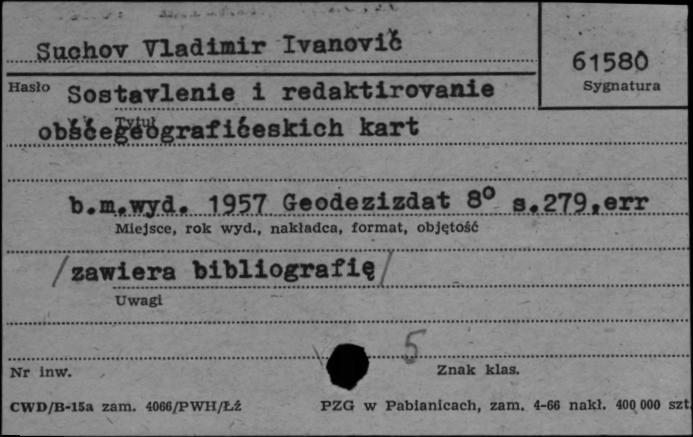 Suchov Vladimir Ivanovič
61580
Sygnatura
Hasło Sostavlenie i redaktirovanie
Tytuł
obščegeografičeskich kart
b.m.wyd. 1957 Geodezizdat 8° s.279,err
Miejsce, rok wyd., nakładca, format, objętość
/zawiera bibliografię/
Uwagi
5
Nr inw. Znak klas.
CWD/B-15a zam. 4066/PWH/Łź PZG w Pabianicach, zam. 4-66 nakł. 400 000 szt.